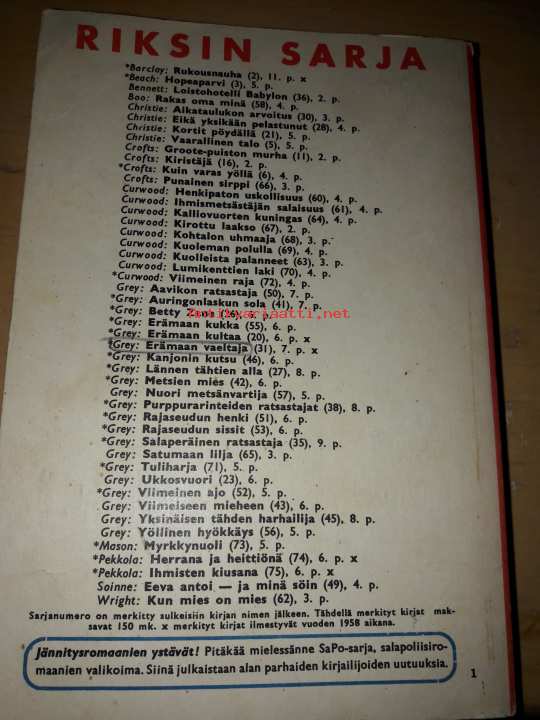 RIKSIN SARJA
*Barclay: Rukousnauha (2), 11. p. x
*Beach: Hopeaparvi (3), 5. p.
Bennett: Loistohotelli Babylon (36), 2. p.
Boo: Rakas oma minä (58), 4. p.
Christie: Aikataulukon arvoitus (30), 3. p.
Christie: Eikä yksikään pelastunut (28), 4. p.
Christie: Kortit pöydällä (21), 5. p.
Christie: Vaarallinen talo (5), 5. p.
Crofts: Groote-puiston murha (11), 2. p.
Crofts: Kiristäjä (16), 2. p.
*Crofts: Kuin varas yöllä (6), 4. p.
Crofts: Punainen sirppi (66), 3. p.
Curwood: Henkipaton uskollisuus (60), 4. p.
Curwood: Ihmismetsästäjän salaisuus (61), 4. p.
Curwood: Kalliovuorten kuningas (64), 4. p.
Curwood: Kirottu laakso (67), 2. p.
Curwood: Kohtalon uhmaaja (68), 3. p.
Curwood: Kuoleman polulla (69), 4. p.
Curwood: Kuolleista palanneet (63), 3. p.
Curwood: Lumikenttien laki (70), 4. p.
*Curwood: Viimeinen raja (72), 4. p.
Grey: Aavikon ratsastaja (50), 7. p.
*Grey: Auringonlaskun sola (41), 7. p.
*Grey: Betty Zane (26), 6. p.
*Grey: Erämaan kukka (55), 6. p.
*Grey: Erämaan kultaa (20), 6. p. x
*Grey: Erämaan vaeltaja (31), 7. p. x
*Grey: Kanjonin kutsu (46), 6. p.
*Grey: Lännen tähtien alla (27), 8. p.
*Grey: Metsien mies (42), 6. p.
Grey: Nuori metsänvartija (57), 5. p.
*Grey: Purppurarinteiden ratsastajat (38), 8. p.
*Grey: Rajaseudun henki (51), 6. p.
*Grey: Rajaseudun sissit (53), 6. p.
*Grey: Salaperäinen ratsastaja (35), 9. p.
Grey: Satumaan lilja (65), 3. p.
*Grey: Tuliharja (71), 5. p.
Grey: Ukkosvuori (23), 6. p.
*Grey: Viimeinen ajo (52), 5. p.
Grey: Viimeiseen mieheen (43), 6. p.
Grey: Yksinäisen tähden harhailija (45), 8. p.
Grey: Yöllinen hyökkäys (56), 5. p.
*Mason: Myrkkynuoli (73), 5. p.
*Pekkola: Herrana ja heittiönä (74), 6. p. x
*Pekkola: Ihmisten kiusana (75), 6. p. x
Soinne: Eeva antoi — ja minä söin (49), 4. p.
Wright: Kun mies on mies (62), 3. p.
Sarjanumero on merkitty sulkeisiin kirjan nimen jälkeen. Tähdellä merkityt kirjat mak-
savat 150 mk. x merkityt kirjat ilmestyvät vuoden 1958 aikana.
Jännitysromaanien ystävät! Pitäkää mielessänne SaPo-sarja, salapoliisiro-
maanien valikoima. Siinä julkaistaan alan parhaiden kirjailijoiden uutuuksia.
1